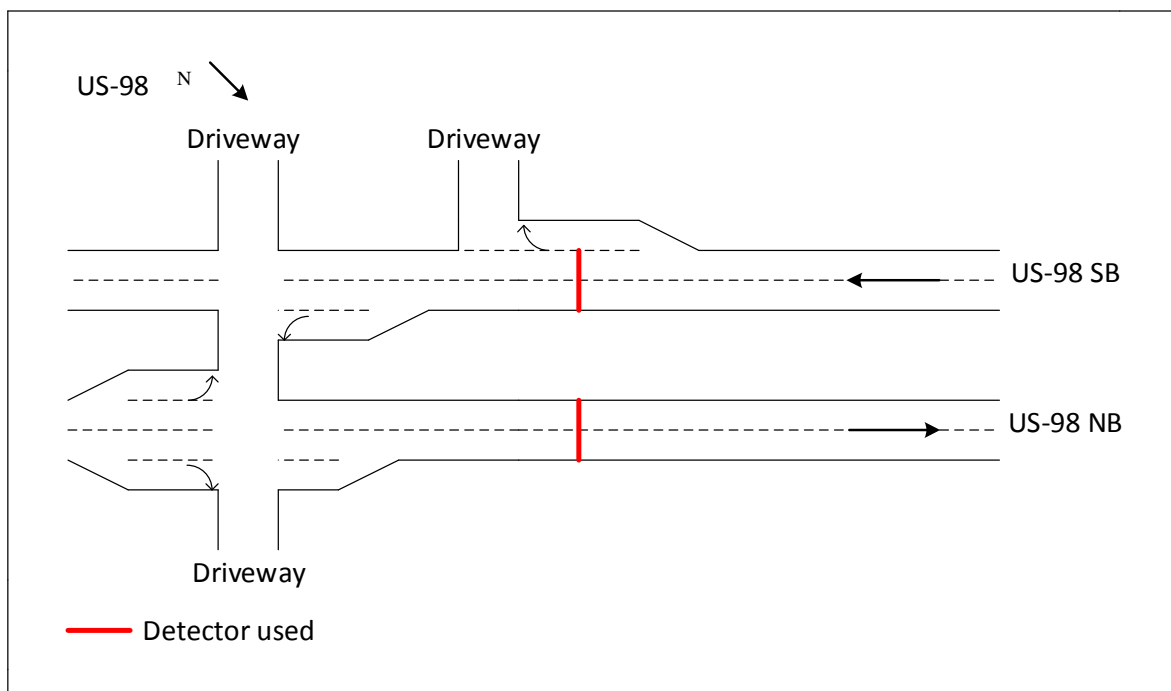 US-98 N
Driveway Driveway
US-98 SB
US-98 NB
Driveway
Detector used